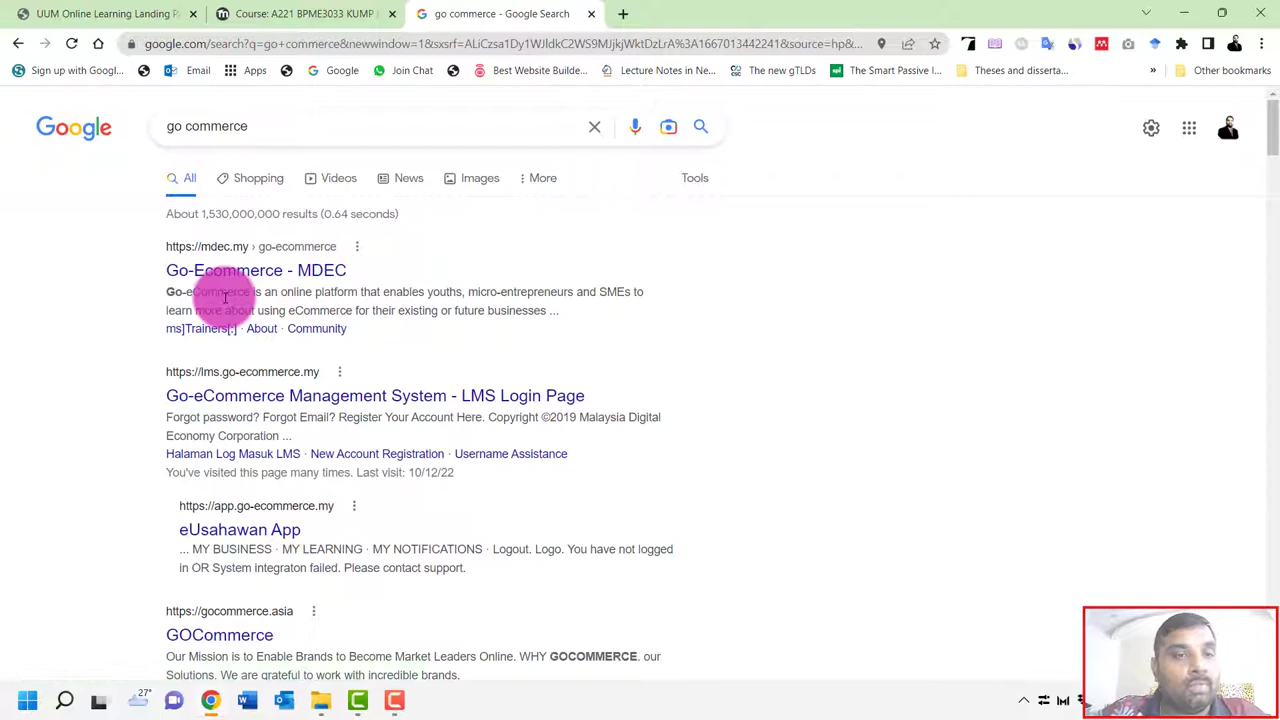 UUM Online Learning Landing P
Course: A221 BPME3033 KUMP
go commerce - Google Search
google.com/search?q=go+commerce&newwindow=1&sxsrf=ALiCzsa1Dy1WJldkC2WS9MJjkjWktDzLrA%3A1667013442241&source=hp&...
Sign up with Googl...
Email
Apps
Google
Join Chat
Best Website Builde...
Lecture Notes in Ne...
The new gTLDs
The Smart Passive I...
Theses and disserta...
»
Other bookmarks
Google
go commerce
All
Shopping
Videos
News
Images
More
Tools
About 1,530,000,000 results (0.64 seconds)
https://mdec.my › go-ecommerce
Go-Ecommerce - MDEC
Go-eCommerce is an online platform that enables youths, micro-entrepreneurs and SMEs to
learn more about using eCommerce for their existing or future businesses ...
ms]Trainers[:] · About · Community
https://lms.go-ecommerce.my
Go-eCommerce Management System - LMS Login Page
Forgot password? Forgot Email? Register Your Account Here. Copyright ©2019 Malaysia Digital
Economy Corporation ...
Halaman Log Masuk LMS · New Account Registration · Username Assistance
You've visited this page many times. Last visit: 10/12/22
https://app.go-ecommerce.my
eUsahawan App
... MY BUSINESS · MY LEARNING · MY NOTIFICATIONS · Logout. Logo. You have not logged
in OR System integraton failed. Please contact support.
https://gocommerce.asia
GOCommerce
Our Mission is to Enable Brands to Become Market Leaders Online. WHY GOCOMMERCE. our
Solutions. We are grateful to work with incredible brands.
27°